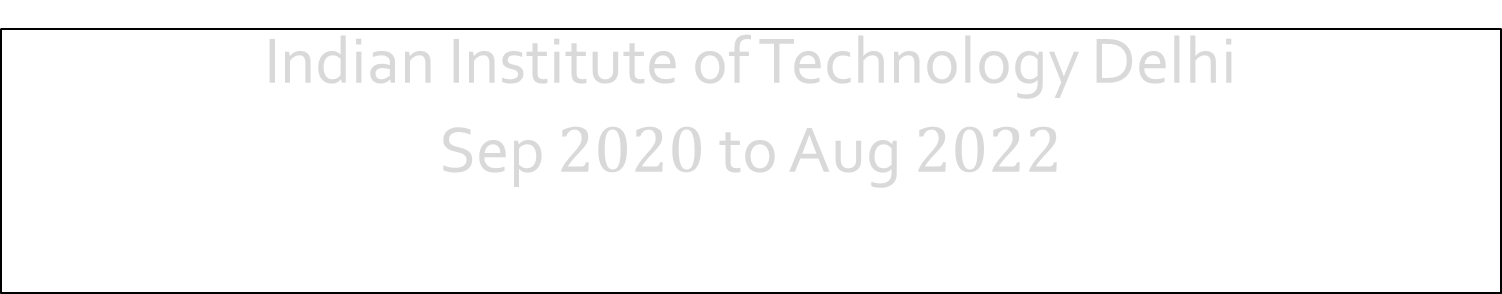 Indian Institute of Technology Delhi
Sep 2020 to Aug 2022